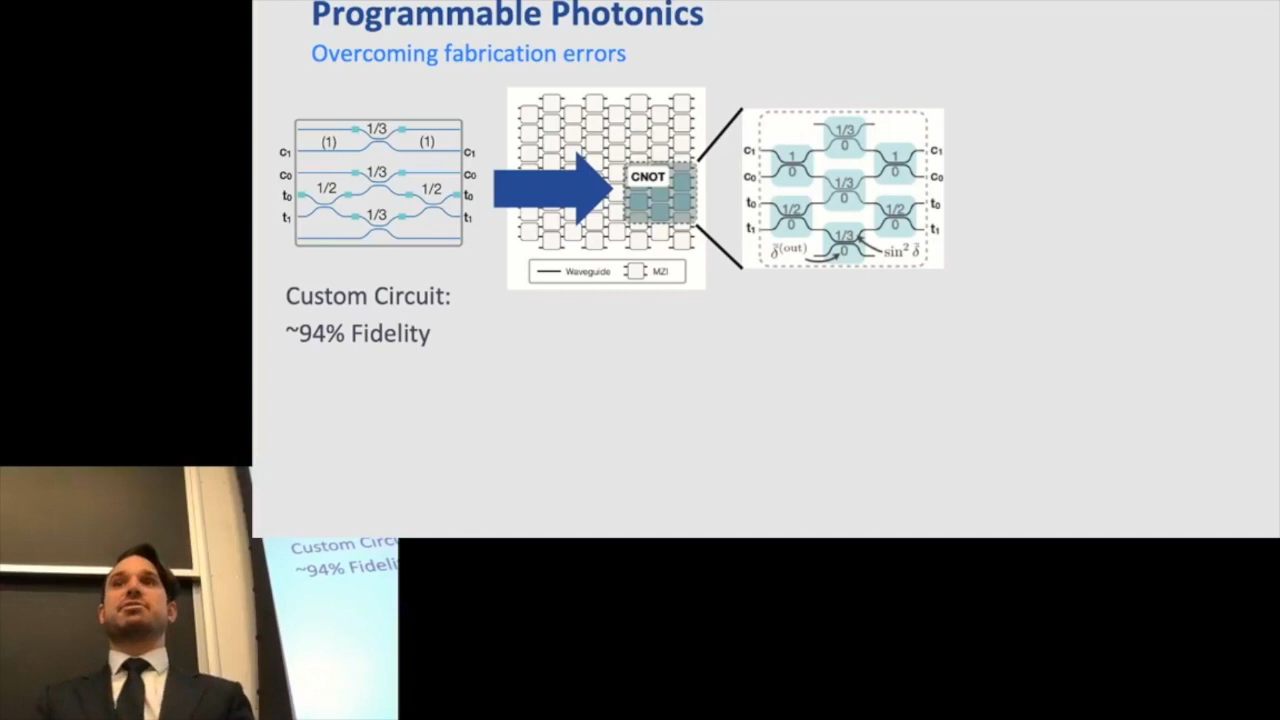 Programmable Photonics
Overcoming fabrication errors
1/3
(1) (1)
C₁ C₁
1/3
C₀ C₀
1/2 1/2
t₀ t₀
1/3
t₁ t₁
CNOT
Waveguide MZI
1/3
0
C₁ 1 1 C₁
C₀ 0 0 C₀
1/3
0
t₀ 1/2 1/2 t₀
t₁ 0 0 t₁
1/3
0
δ̃(out) sin² δ̃
Custom Circuit:
~94% Fidelity
Custom Circu
~94% Fideli